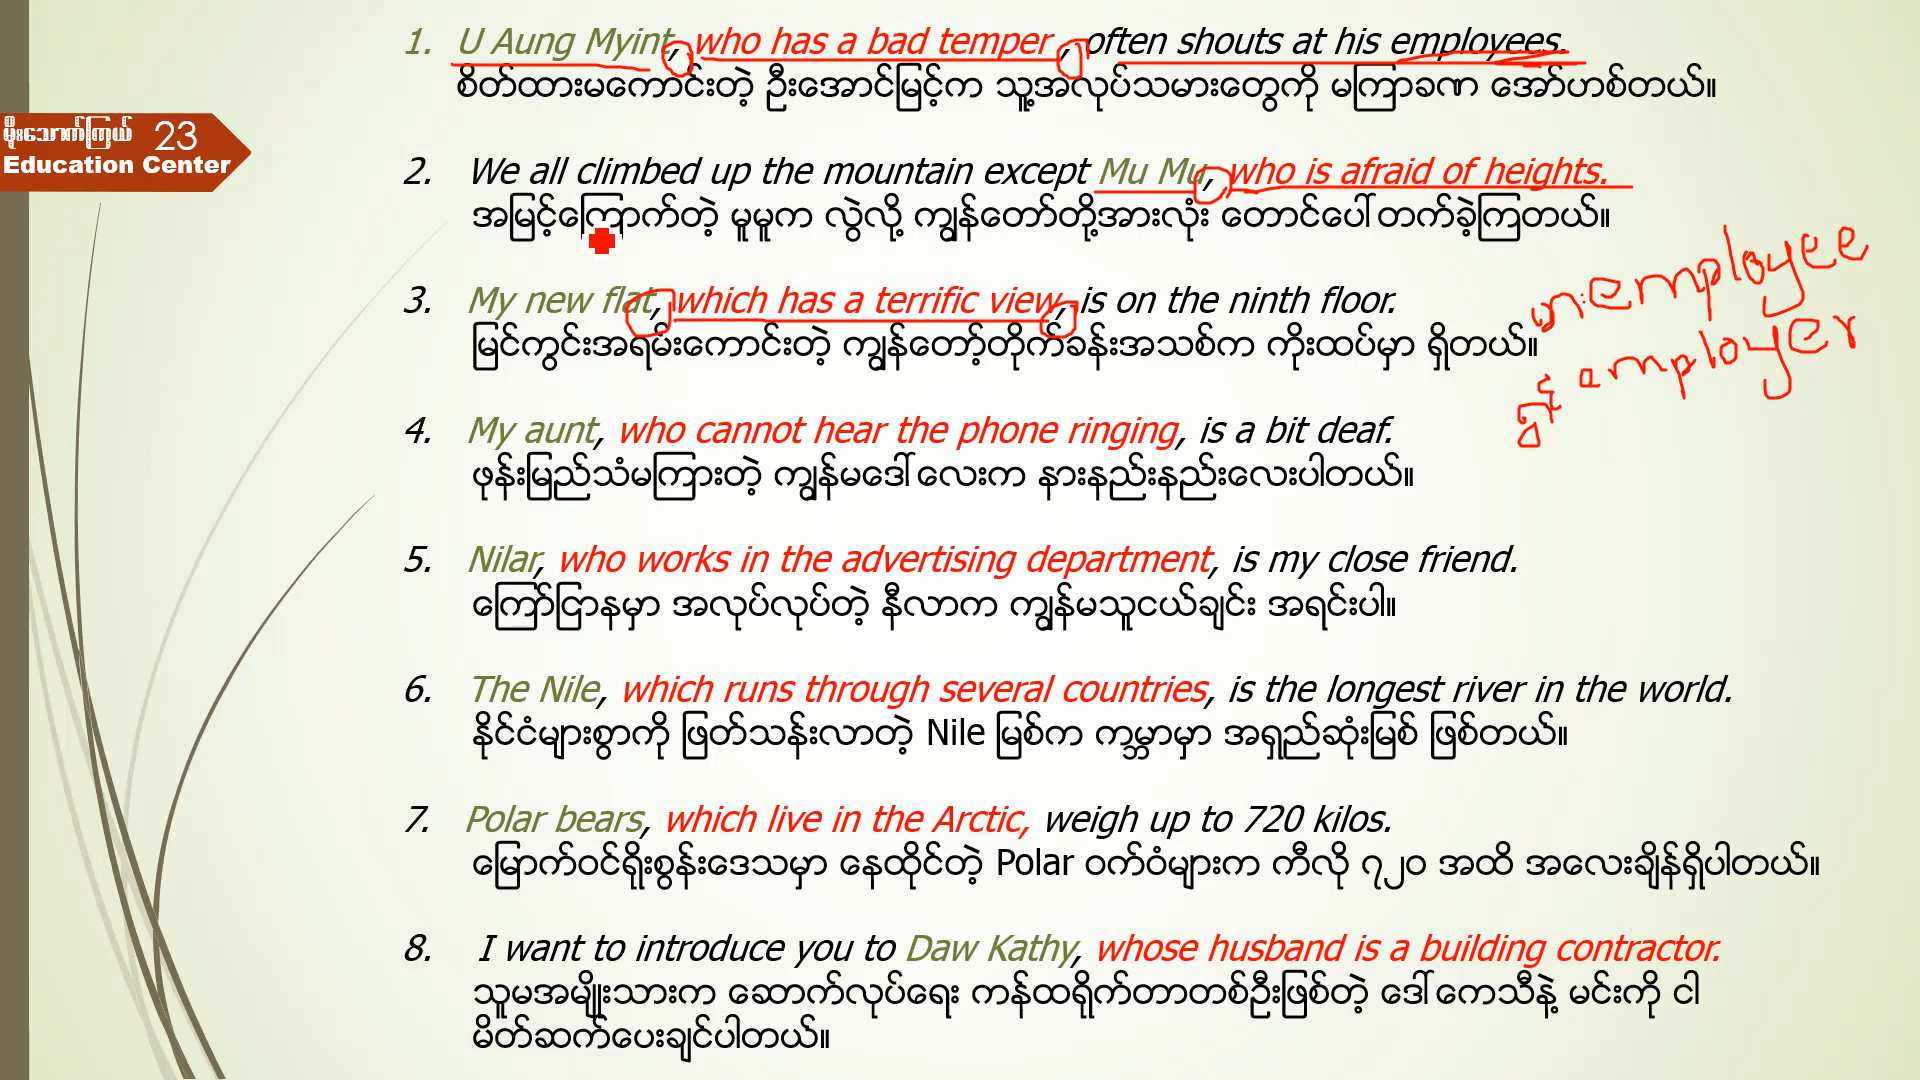 1. U Aung Myint, who has a bad temper, often shouts at his employees.
စိတ်ထားမကောင်းတဲ့ ဦးအောင်မြင့်က သူ့အလုပ်သမားတွေကို မကြာခဏ အော်ဟစ်တယ်။
23
Education Center
2. We all climbed up the mountain except Mu Mu, who is afraid of heights.
အမြင့်ကြောက်တဲ့ မူမူက လွဲလို့ ကျွန်တော်တို့အားလုံး တောင်ပေါ်တက်ခဲ့ကြတယ်။
employee
3. My new flat, which has a terrific view, is on the ninth floor.
မြင်ကွင်းအရမ်းကောင်းတဲ့ ကျွန်တော့်တိုက်ခန်းအသစ်က ကိုးထပ်မှာ ရှိတယ်။
employer
4. My aunt, who cannot hear the phone ringing, is a bit deaf.
ဖုန်းမြည်သံမကြားတဲ့ ကျွန်မဒေါ်လေးက နားနည်းနည်းလေးပါတယ်။
5. Nilar, who works in the advertising department, is my close friend.
ကြော်ငြာနမှာ အလုပ်လုပ်တဲ့ နီလာက ကျွန်မသူငယ်ချင်း အရင်းပါ။
6. The Nile, which runs through several countries, is the longest river in the world.
နိုင်ငံများစွာကို ဖြတ်သန်းလာတဲ့ Nile မြစ်က ကမ္ဘာမှာ အရှည်ဆုံးမြစ် ဖြစ်တယ်။
7. Polar bears, which live in the Arctic, weigh up to 720 kilos.
မြောက်ဝင်ရိုးစွန်းဒေသမှာ နေထိုင်တဲ့ Polar ဝက်ဝံများက ကီလို ၇၂၀ အထိ အလေးချိန်ရှိပါတယ်။
8. I want to introduce you to Daw Kathy, whose husband is a building contractor.
သူမအမျိုးသားက ဆောက်လုပ်ရေး ကန်ထရိုက်တာတစ်ဦးဖြစ်တဲ့ ဒေါ်ကေသီနဲ့ မင်းကို ငါ
မိတ်ဆက်ပေးချင်ပါတယ်။